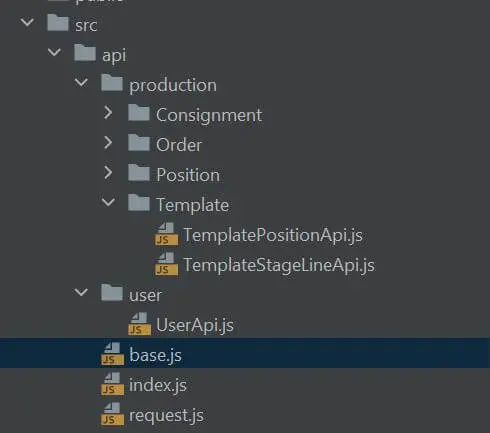 public
src
api
production
Consignment
Order
Position
Template
JS TemplatePositionApi.js
JS TemplateStageLineApi.js
user
JS UserApi.js
JS base.js
JS index.js
JS request.js